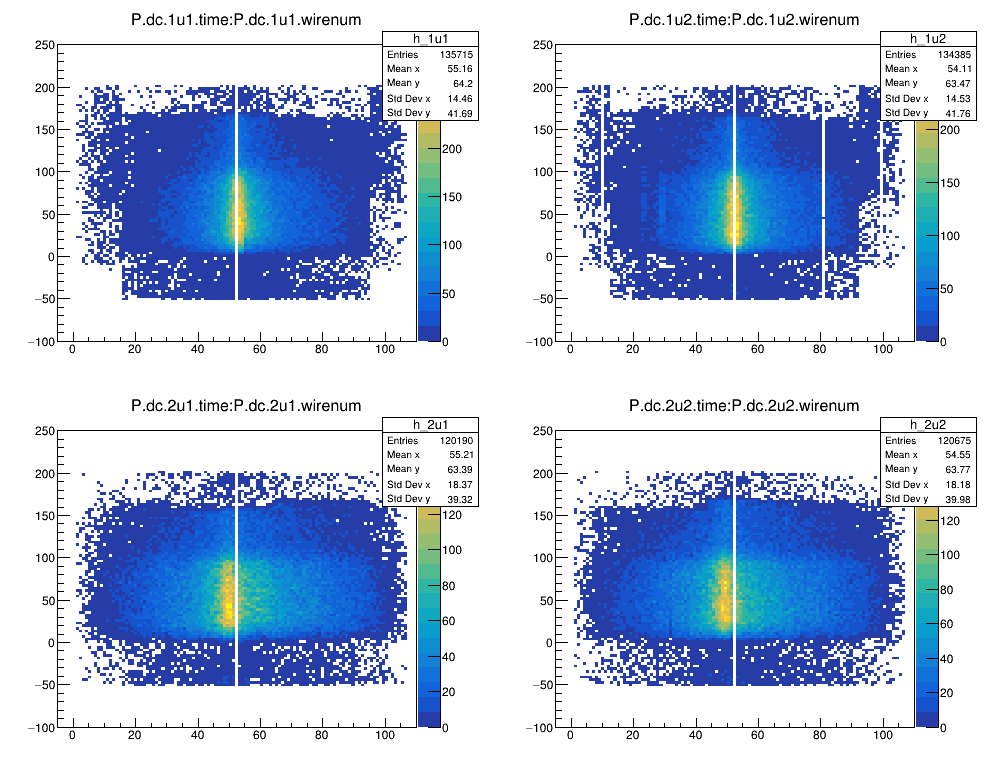 P.dc.1u1.time:P.dc.1u1.wirenum
h_1u1
Entries 135715
Mean x 55.16
Mean y 64.2
Std Dev x 14.46
Std Dev y 41.69
250
200
150
100
50
0
−50
−100
0 20 40 60 80 100
200
150
100
50
0
P.dc.1u2.time:P.dc.1u2.wirenum
h_1u2
Entries 134385
Mean x 54.11
Mean y 63.47
Std Dev x 14.53
Std Dev y 41.76
250
200
150
100
50
0
−50
−100
0 20 40 60 80 100
200
150
100
50
0
P.dc.2u1.time:P.dc.2u1.wirenum
h_2u1
Entries 120190
Mean x 55.21
Mean y 63.39
Std Dev x 18.37
Std Dev y 39.32
250
200
150
100
50
0
−50
−100
0 20 40 60 80 100
120
100
80
60
40
20
0
P.dc.2u2.time:P.dc.2u2.wirenum
h_2u2
Entries 120675
Mean x 54.55
Mean y 63.77
Std Dev x 18.18
Std Dev y 39.98
250
200
150
100
50
0
−50
−100
0 20 40 60 80 100
120
100
80
60
40
20
0